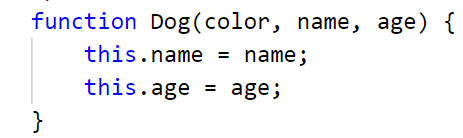 function Dog(color, name, age) {
    this.name = name;
    this.age = age;
}